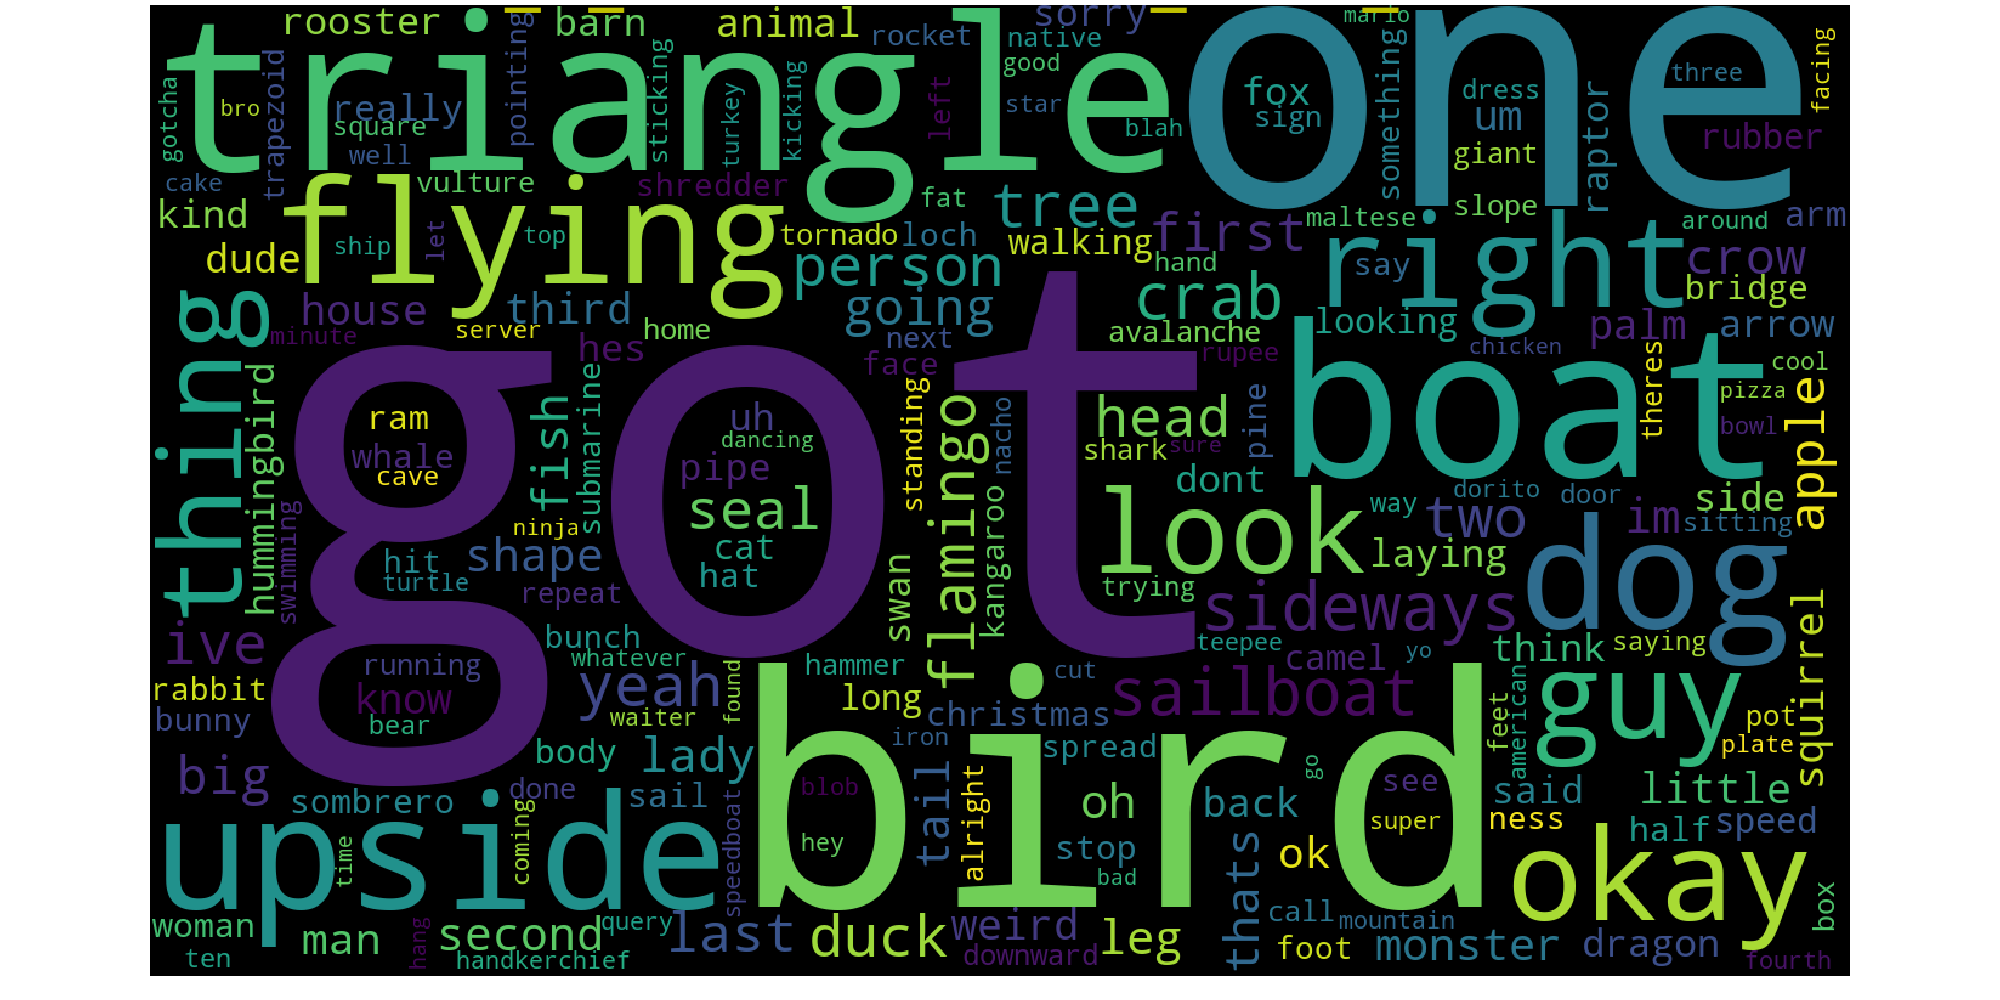 rooster
barn
animal
sorry
mario
rocket
native
good
three
facing
triangle
one
gotcha
bro
trapezoid
really
square
well
pointing
sticking
turkey
kicking
left
star
blah
fox
sign
something
dress
um
giant
raptor
rubber
cake
vulture
shredder
fat
tree
first
maltese
slope
around
arm
kind
flying
ship
let
top
tornado
loch
walking
hand
right
say
crow
dude
person
crab
bridge
thing
house
third
going
looking
palm
arrow
minute
server
home
hes
next
avalanche
face
rupee
chicken
theres
cool
got
boat
hummingbird
ram
whale
cave
fish
submarine
uh
dancing
pipe
standing
flamingo
nacho
head
shark
sure
pine
pizza
bowl
apple
seal
dont
way
dorito
door
side
swimming
ninja
look
two
im
sitting
hit
turtle
shape
cat
hat
swan
kangaroo
trying
laying
dog
repeat
sideways
ive
bunch
teepee
think
saying
squirrel
running
whatever
hammer
camel
yo
rabbit
know
yeah
found
long
cut
sailboat
american
guy
bunny
bear
waiter
christmas
feet
pot
plate
body
lady
iron
spread
big
bird
go
sombrero
done
sail
blob
tail
alright
oh
back
see
said
little
upside
time
coming
speedboat
hey
stop
super
ness
half
speed
bad
ok
okay
box
woman
man
hang
second
query
last
duck
weird
leg
thats
call
mountain
ten
handkerchief
downward
foot
monster
dragon
fourth